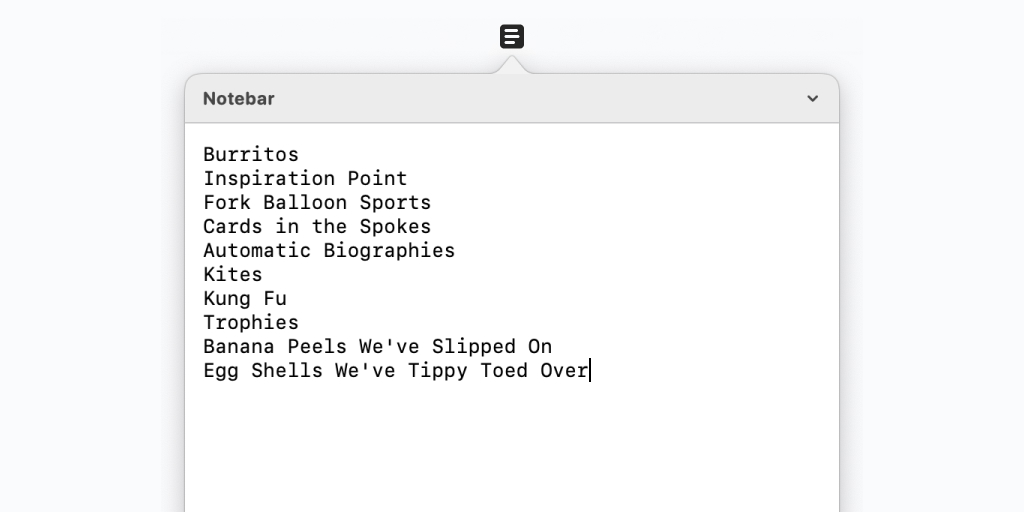 Notebar
Burritos
Inspiration Point
Fork Balloon Sports
Cards in the Spokes
Automatic Biographies
Kites
Kung Fu
Trophies
Banana Peels We've Slipped On
Egg Shells We've Tippy Toed Over